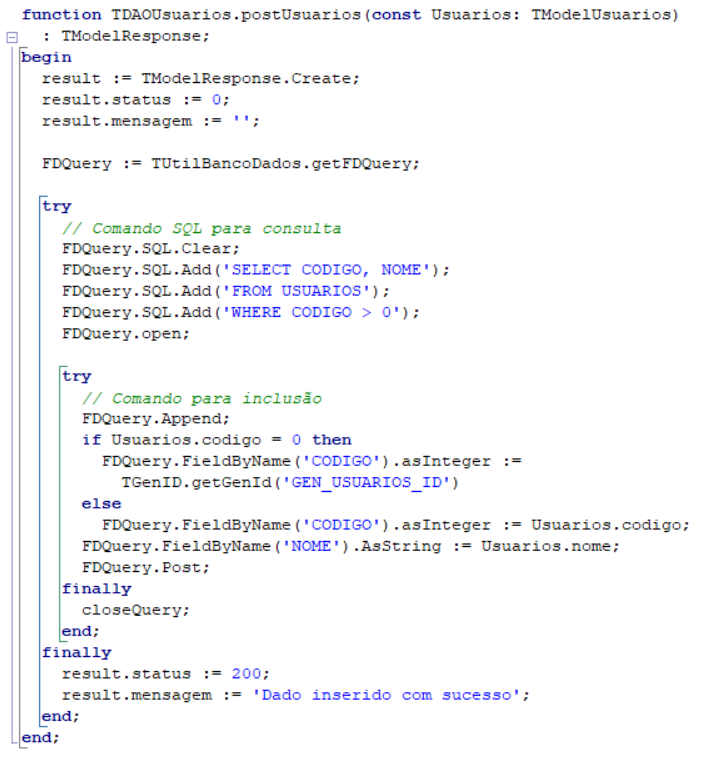 function TDAOUsuarios.postUsuarios(const Usuarios: TModelUsuarios)
  : TModelResponse;
begin
  result := TModelResponse.Create;
  result.status := 0;
  result.mensagem := '';

  FDQuery := TUtilBancoDados.getFDQuery;

  try
    // Comando SQL para consulta
    FDQuery.SQL.Clear;
    FDQuery.SQL.Add('SELECT CODIGO, NOME');
    FDQuery.SQL.Add('FROM USUARIOS');
    FDQuery.SQL.Add('WHERE CODIGO > 0');
    FDQuery.open;

    try
      // Comando para inclusão
      FDQuery.Append;
      if Usuarios.codigo = 0 then
        FDQuery.FieldByName('CODIGO').asInteger :=
          TGenID.getGenId('GEN_USUARIOS_ID')
      else
        FDQuery.FieldByName('CODIGO').asInteger := Usuarios.codigo;
      FDQuery.FieldByName('NOME').AsString := Usuarios.nome;
      FDQuery.Post;
    finally
      closeQuery;
    end;
  finally
    result.status := 200;
    result.mensagem := 'Dado inserido com sucesso';
  end;
end;